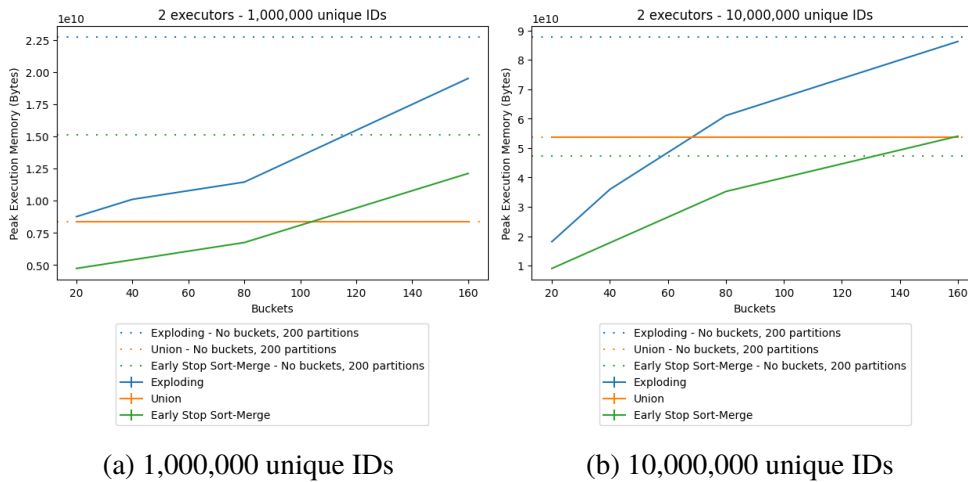 2 executors - 1,000,000 unique IDs
1e10
Peak Execution Memory (Bytes)
2.25
2.00
1.75
1.50
1.25
1.00
0.75
0.50
20 40 60 80 100 120 140 160
Buckets
Exploding - No buckets, 200 partitions
Union - No buckets, 200 partitions
Early Stop Sort-Merge - No buckets, 200 partitions
Exploding
Union
Early Stop Sort-Merge
(a) 1,000,000 unique IDs
2 executors - 10,000,000 unique IDs
1e10
Peak Execution Memory (Bytes)
9
8
7
6
5
4
3
2
1
20 40 60 80 100 120 140 160
Buckets
Exploding - No buckets, 200 partitions
Union - No buckets, 200 partitions
Early Stop Sort-Merge - No buckets, 200 partitions
Exploding
Union
Early Stop Sort-Merge
(b) 10,000,000 unique IDs